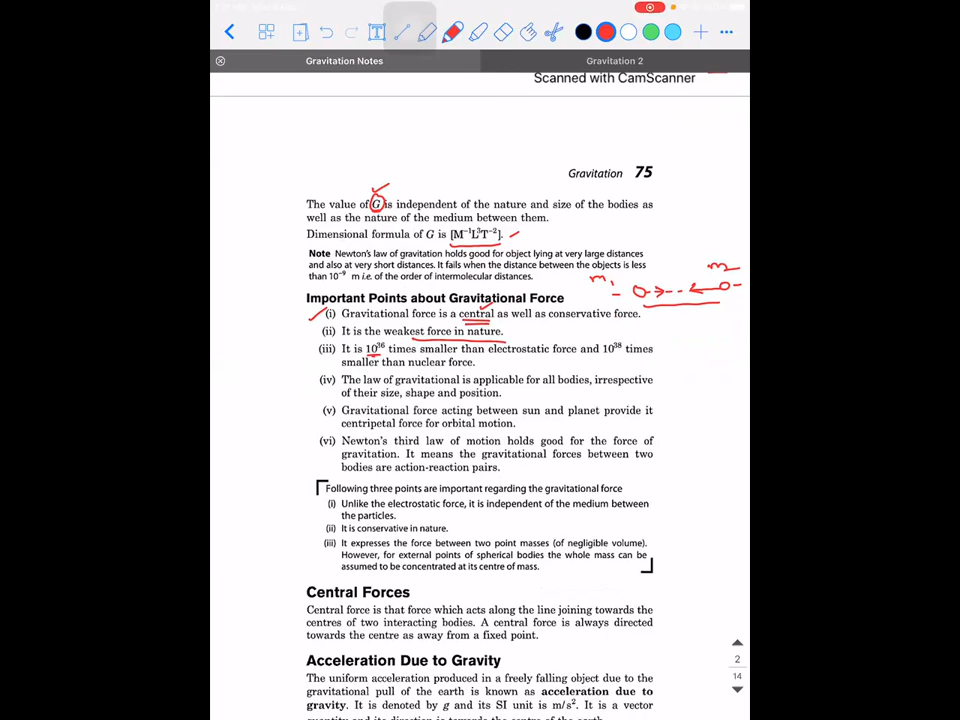 Gravitation Notes
Gravitation 2
Scanned with CamScanner
Gravitation 75
The value of G is independent of the nature and size of the bodies as
well as the nature of the medium between them.
Dimensional formula of G is [M⁻¹L³T⁻²].
Note Newton's law of gravitation holds good for object lying at very large distances
and also at very short distances. It fails when the distance between the objects is less
than 10⁻⁹ m i.e. of the order of intermolecular distances.
m₁
m₂
Important Points about Gravitational Force
(i) Gravitational force is a central as well as conservative force.
(ii) It is the weakest force in nature.
(iii) It is 10³⁶ times smaller than electrostatic force and 10³⁸ times
smaller than nuclear force.
(iv) The law of gravitational is applicable for all bodies, irrespective
of their size, shape and position.
(v) Gravitational force acting between sun and planet provide it
centripetal force for orbital motion.
(vi) Newton's third law of motion holds good for the force of
gravitation. It means the gravitational forces between two
bodies are action-reaction pairs.
Following three points are important regarding the gravitational force
(i) Unlike the electrostatic force, it is independent of the medium between
the particles.
(ii) It is conservative in nature.
(iii) It expresses the force between two point masses (of negligible volume).
However, for external points of spherical bodies the whole mass can be
assumed to be concentrated at its centre of mass.
Central Forces
Central force is that force which acts along the line joining towards the
centres of two interacting bodies. A central force is always directed
towards the centre as away from a fixed point.
2
14
Acceleration Due to Gravity
The uniform acceleration produced in a freely falling object due to the
gravitational pull of the earth is known as acceleration due to
gravity. It is denoted by g and its SI unit is m/s². It is a vector
quantity and its direction is towards the centre of the earth.